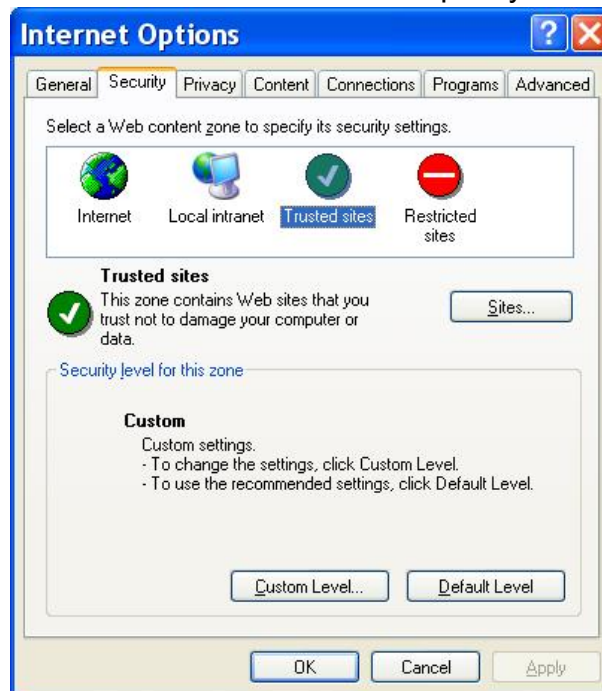 Internet Options
General Security Privacy Content Connections Programs Advanced
Select a Web content zone to specify its security settings.
Internet Local intranet Trusted sites Restricted
sites
Trusted sites
This zone contains Web sites that you
trust not to damage your computer or
data.
Sites...
Security level for this zone
Custom
Custom settings.
- To change the settings, click Custom Level.
- To use the recommended settings, click Default Level.
Custom Level... Default Level
OK Cancel Apply